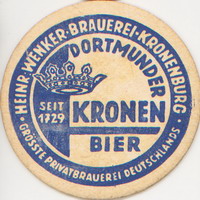 HEINR. WENKER · BRAUEREI · KRONENBURG ·
DORTMUNDER
SEIT
1729
KRONEN
BIER
GRÖSSTE PRIVATBRAUEREI DEUTSCHLANDS ·